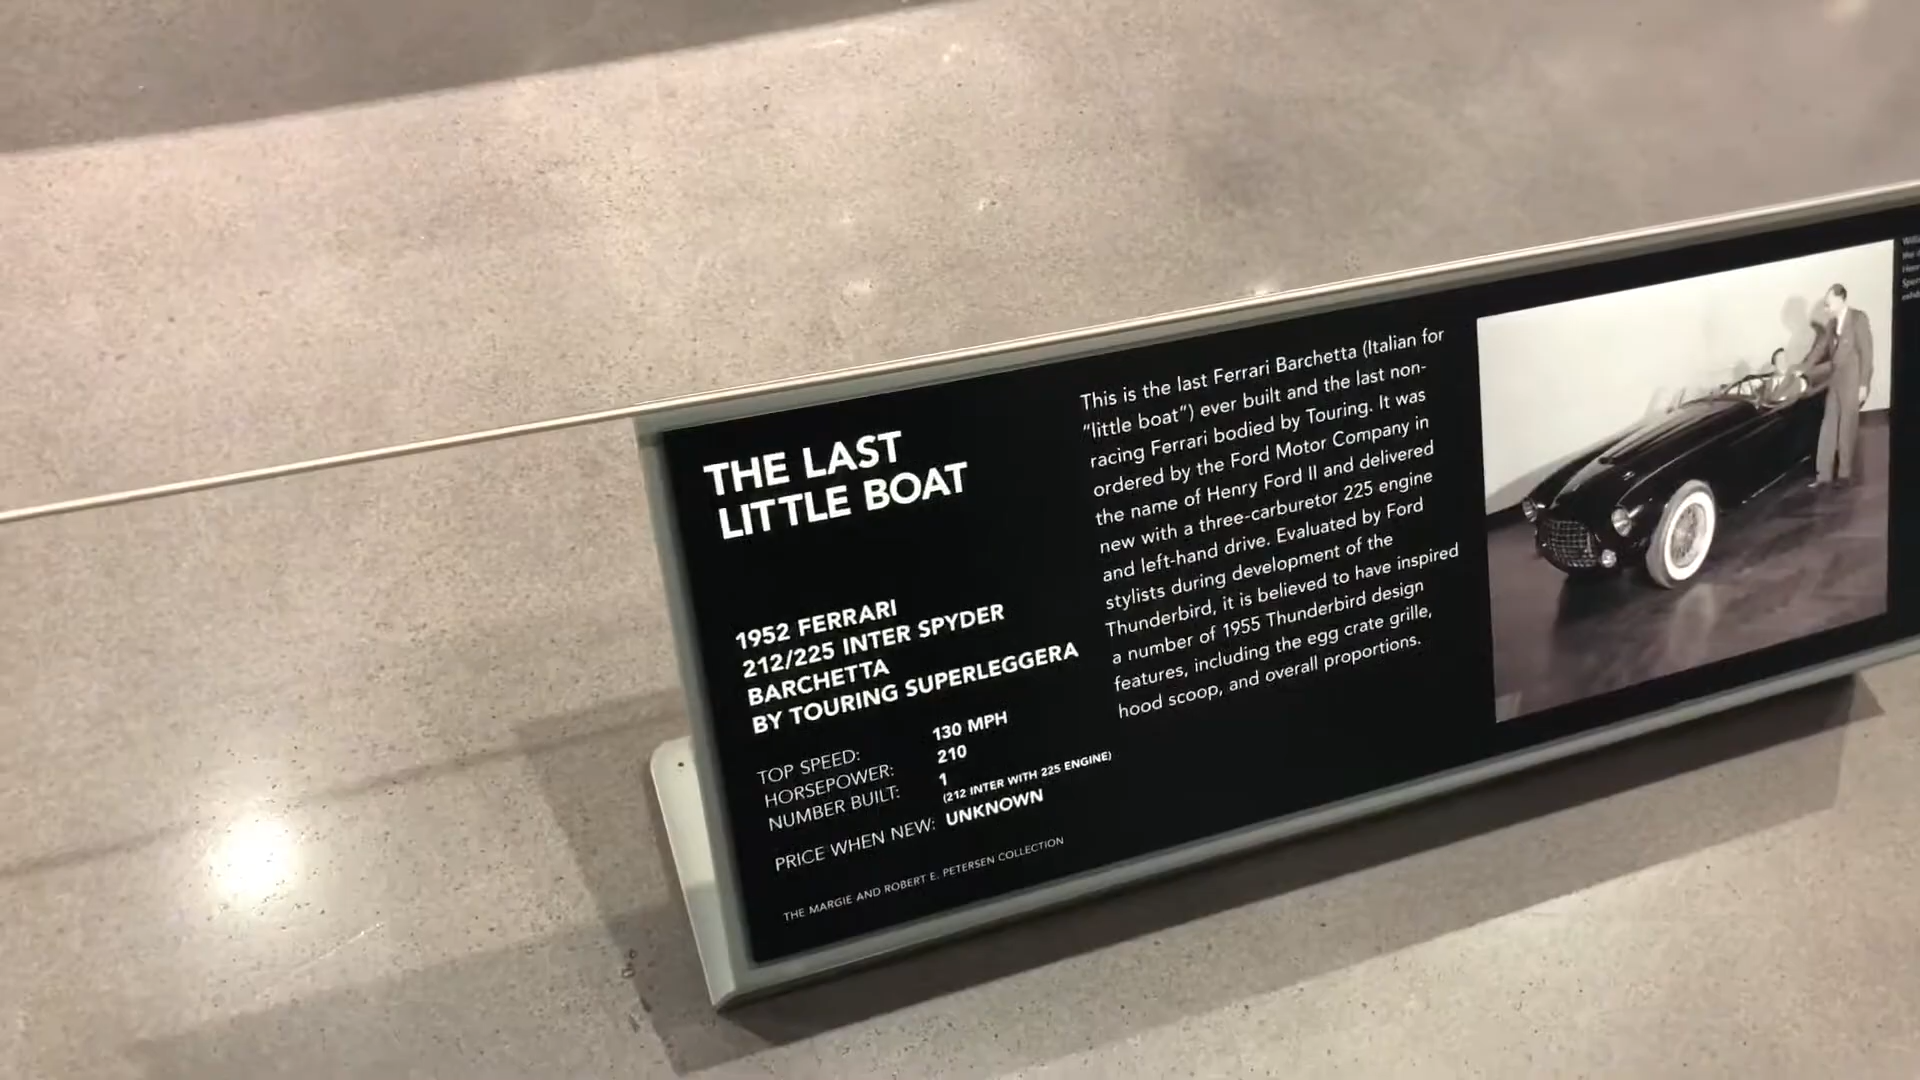 THE LAST
LITTLE BOAT
1952 FERRARI
212/225 INTER SPYDER
BARCHETTA
BY TOURING SUPERLEGGERA
TOP SPEED: 130 MPH
HORSEPOWER: 210
NUMBER BUILT: 1
(212 INTER WITH 225 ENGINE)
PRICE WHEN NEW: UNKNOWN
THE MARGIE AND ROBERT E. PETERSEN COLLECTION
This is the last Ferrari Barchetta (Italian for
“little boat”) ever built and the last non-
racing Ferrari bodied by Touring. It was
ordered by the Ford Motor Company in
the name of Henry Ford II and delivered
new with a three-carburetor 225 engine
and left-hand drive. Evaluated by Ford
stylists during development of the
Thunderbird, it is believed to have inspired
a number of 1955 Thunderbird design
features, including the egg crate grille,
hood scoop, and overall proportions.